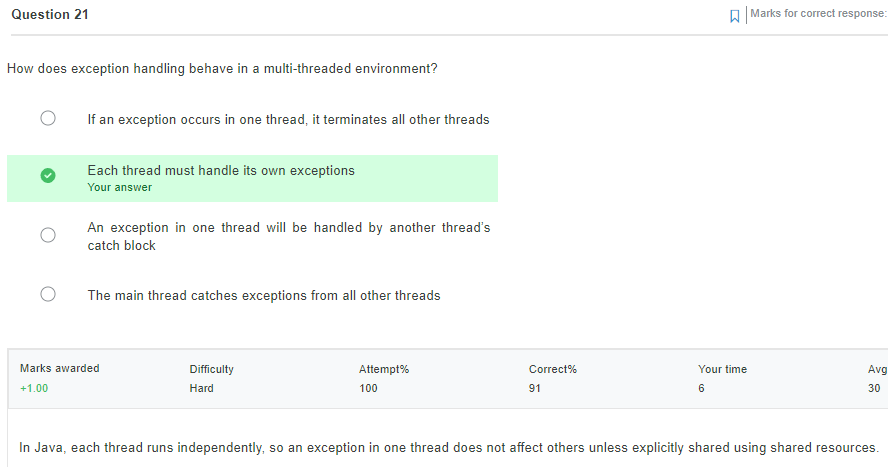 Question 21
Marks for correct response:
How does exception handling behave in a multi-threaded environment?
If an exception occurs in one thread, it terminates all other threads
Each thread must handle its own exceptions
Your answer
An exception in one thread will be handled by another thread's
catch block
The main thread catches exceptions from all other threads
Marks awarded Difficulty Attempt% Correct% Your time Avg
+1.00 Hard 100 91 6 30
In Java, each thread runs independently, so an exception in one thread does not affect others unless explicitly shared using shared resources.